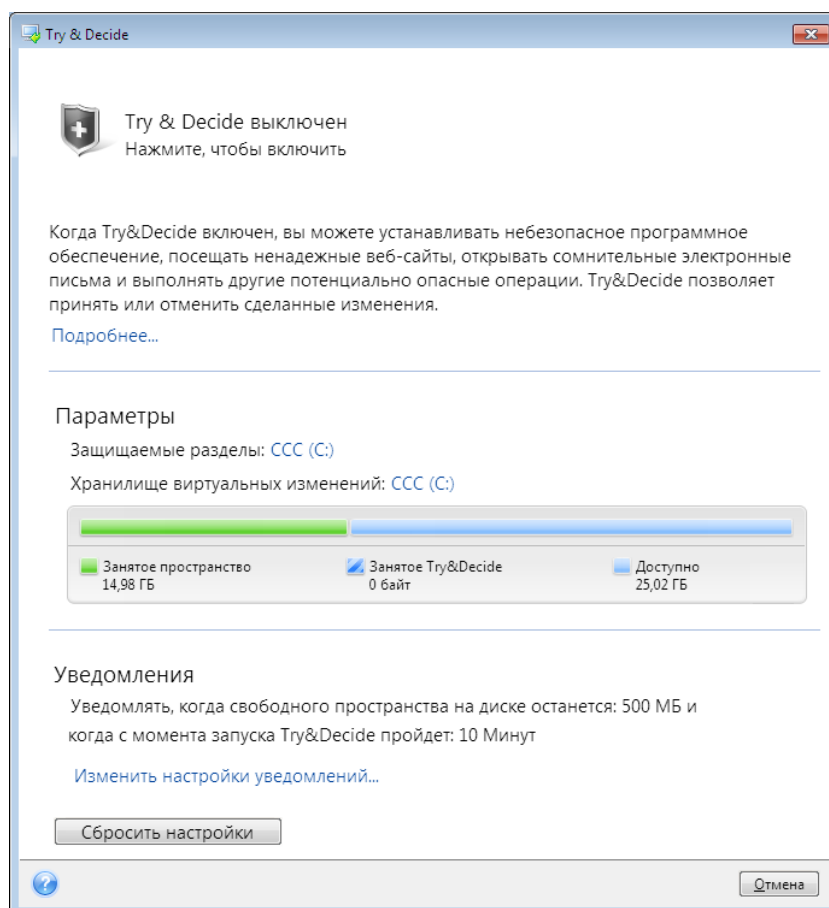 Try & Decide
Try & Decide выключен
Нажмите, чтобы включить
Когда Try&Decide включен, вы можете устанавливать небезопасное программное
обеспечение, посещать ненадежные веб-сайты, открывать сомнительные электронные
письма и выполнять другие потенциально опасные операции. Try&Decide позволяет
принять или отменить сделанные изменения.
Подробнее...
Параметры
Защищаемые разделы: CCC (C:)
Хранилище виртуальных изменений: CCC (C:)
Занятое пространство
14,98 ГБ
Занятое Try&Decide
0 байт
Доступно
25,02 ГБ
Уведомления
Уведомлять, когда свободного пространства на диске останется: 500 МБ и
когда с момента запуска Try&Decide пройдет: 10 Минут
Изменить настройки уведомлений...
Сбросить настройки
Отмена